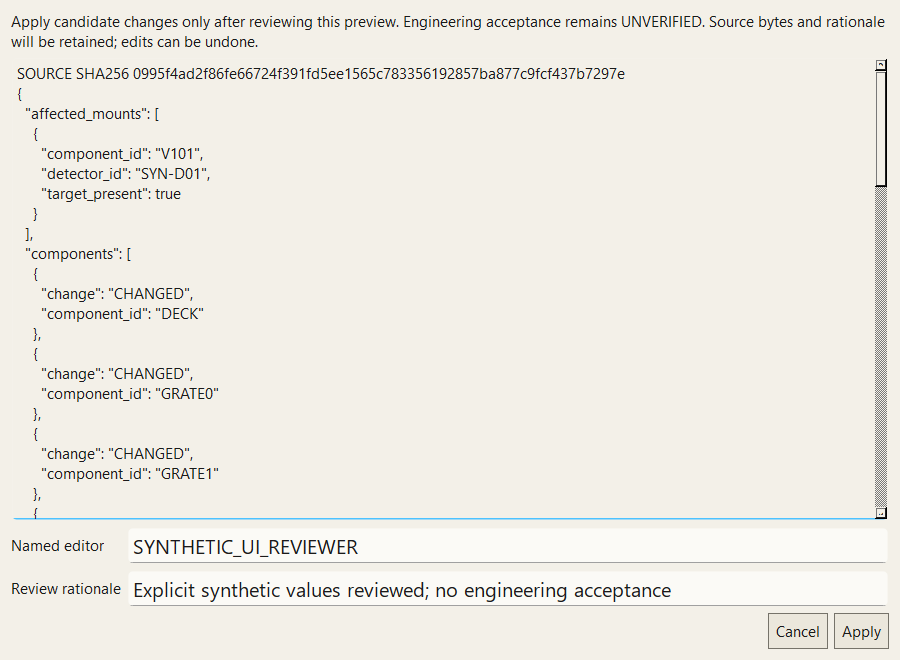 Apply candidate changes only after reviewing this preview. Engineering acceptance remains UNVERIFIED. Source bytes and rationale
will be retained; edits can be undone.
SOURCE SHA256 0995f4ad2f86fe66724f391fd5ee1565c783356192857ba877c9fcf437b7297e
{
"affected_mounts": [
{
"component_id": "V101",
"detector_id": "SYN-D01",
"target_present": true
}
],
"components": [
{
"change": "CHANGED",
"component_id": "DECK"
},
{
"change": "CHANGED",
"component_id": "GRATE0"
},
{
"change": "CHANGED",
"component_id": "GRATE1"
},
{
Named editor SYNTHETIC_UI_REVIEWER
Review rationale Explicit synthetic values reviewed; no engineering acceptance
Cancel Apply